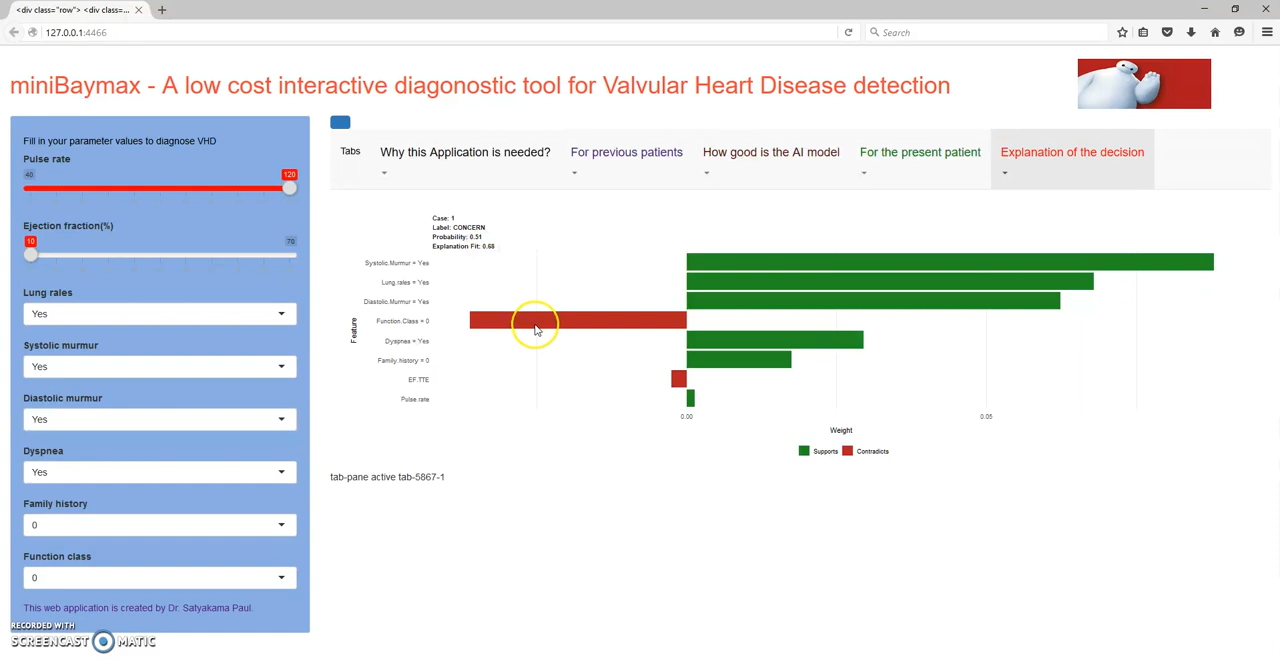 <div class="row"> <div class=...
127.0.0.1:4466
Search
miniBaymax - A low cost interactive diagonostic tool for Valvular Heart Disease detection
Fill in your parameter values to diagnose VHD
Pulse rate
40
120
120
Ejection fraction(%)
10
70
Lung rales
Yes
Systolic murmur
Yes
Diastolic murmur
Yes
Dyspnea
Yes
Family history
0
Function class
0
This web application is created by Dr. Satyakama Paul.
RECORDED WITH
SCREENCAST MATIC
Tabs
Why this Application is needed?
For previous patients
How good is the AI model
For the present patient
Explanation of the decision
Case: 1
Label: CONCERN
Probability: 0.51
Explanation Fit: 0.68
Feature
Systolic.Murmur = Yes
Lung.rales = Yes
Diastolic.Murmur = Yes
Function.Class = 0
Dyspnea = Yes
Family.history = 0
EF.TTE
Pulse.rate
0.00
0.05
Weight
Supports
Contradicts
tab-pane active tab-5867-1